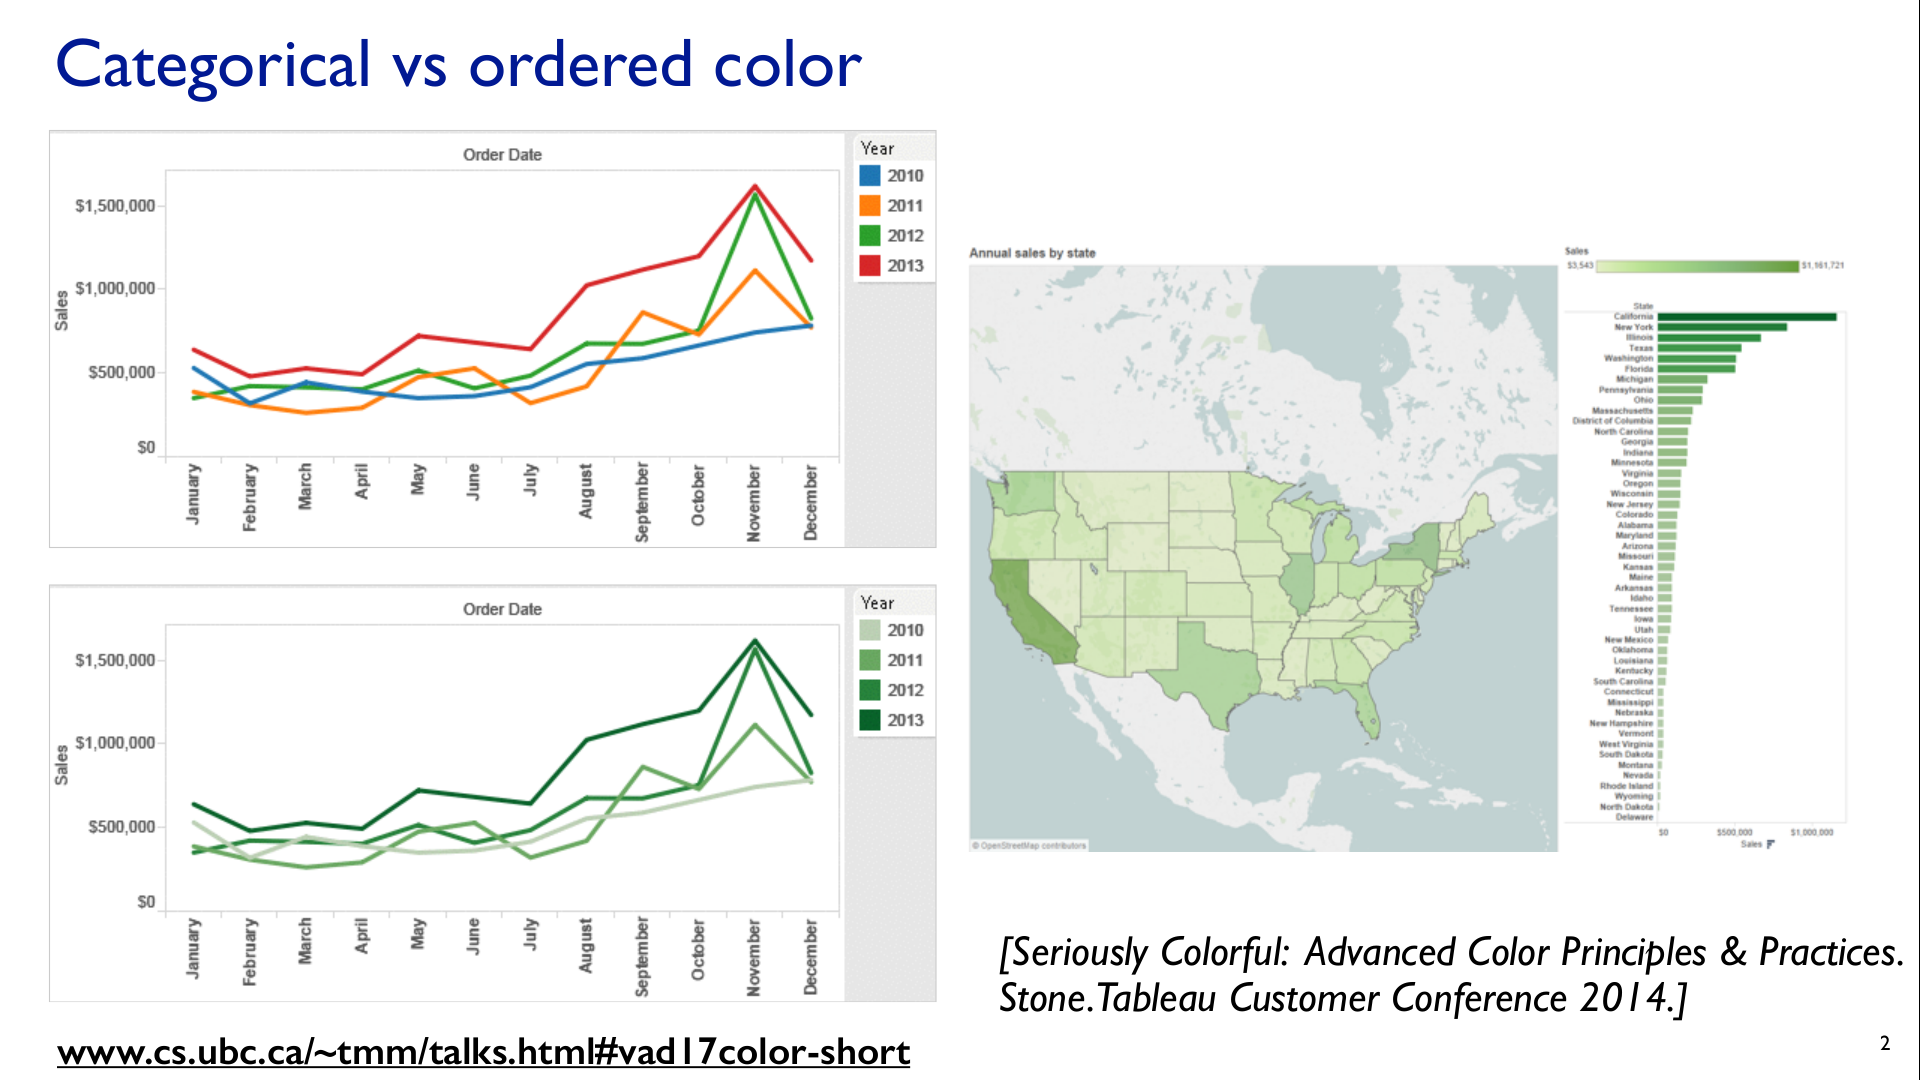 Categorical vs ordered color
Order Date
Year
2010
2011
2012
2013
Sales
$1,500,000
$1,000,000
$500,000
$0
January
February
March
April
May
June
July
August
September
October
November
December
Order Date
Year
2010
2011
2012
2013
Sales
$1,500,000
$1,000,000
$500,000
$0
January
February
March
April
May
June
July
August
September
October
November
December
Annual sales by state
© OpenStreetMap contributors
Sales
$3,543 $1,161,721
State
California
New York
Illinois
Texas
Washington
Florida
Michigan
Pennsylvania
Ohio
Massachusetts
District of Columbia
North Carolina
Georgia
Indiana
Minnesota
Virginia
Oregon
Wisconsin
New Jersey
Colorado
Alabama
Maryland
Arizona
Missouri
Kansas
Maine
Arkansas
Idaho
Tennessee
Iowa
Utah
New Mexico
Oklahoma
Louisiana
Kentucky
South Carolina
Connecticut
Mississippi
Nebraska
New Hampshire
Vermont
West Virginia
South Dakota
Montana
Nevada
Rhode Island
Wyoming
North Dakota
Delaware
$0 $500,000 $1,000,000
Sales
[Seriously Colorful: Advanced Color Principles & Practices.
Stone.Tableau Customer Conference 2014.]
www.cs.ubc.ca/~tmm/talks.html#vad17color-short
2